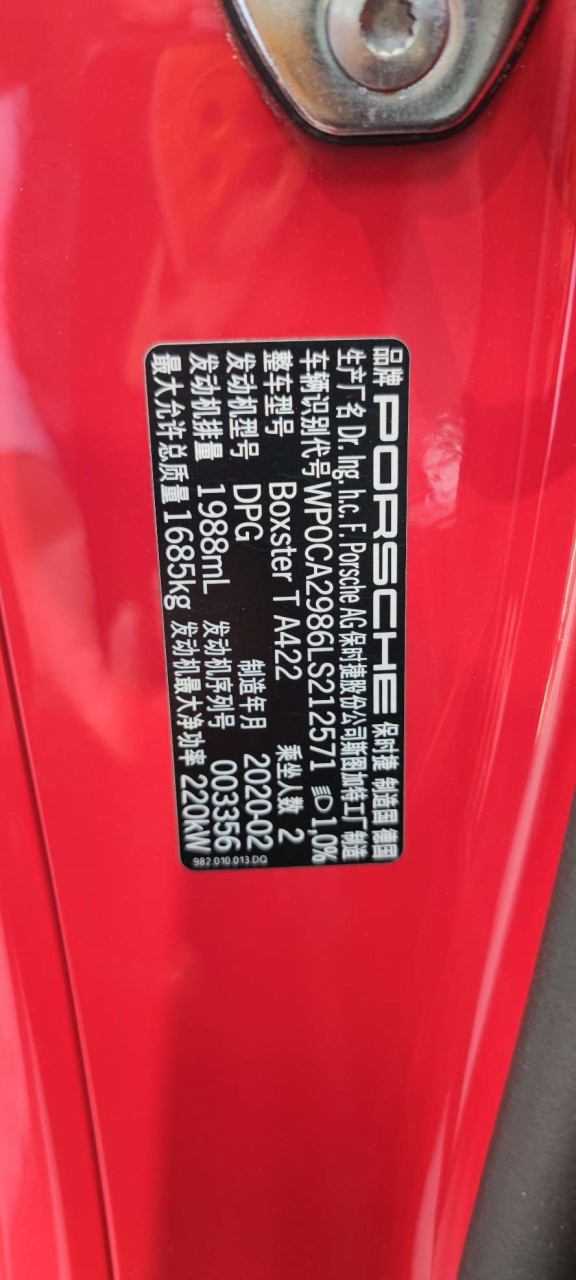 品牌 PORSCHE 保时捷 制造国 德国
生产厂名 Dr. Ing. h.c. F. Porsche AG 保时捷股份公司斯图加特工厂制造
车辆识别代号 WP0CA2986LS212571 1,0%
整车型号 Boxster T A422 乘坐人数 2
发动机型号 DPG 制造年月 2020-02
发动机排量 1988mL 发动机序列号 003356
最大允许总质量 1685kg 发动机最大净功率 220kW
982.010.013.DQ